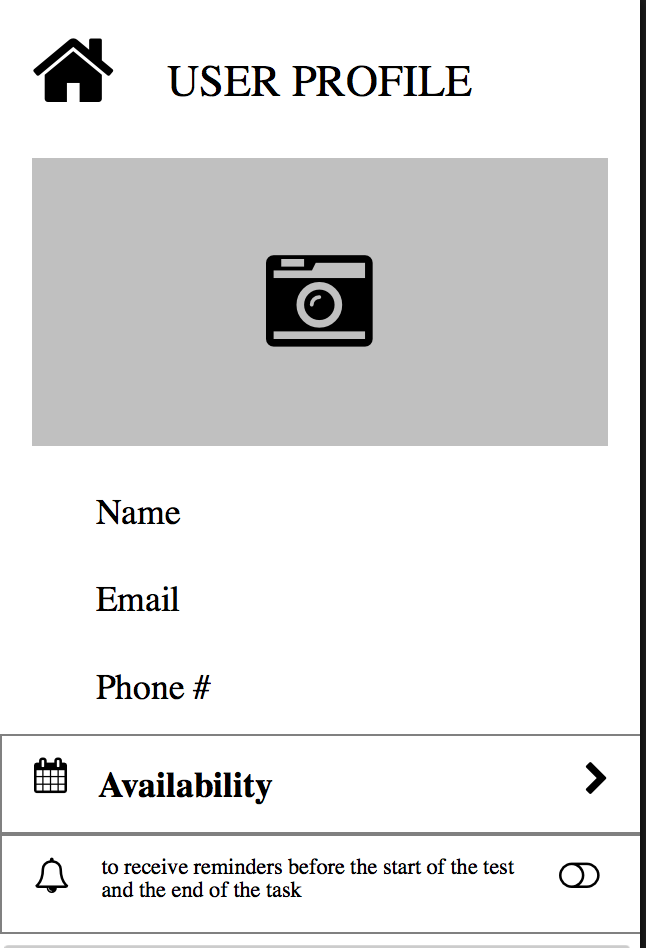 USER PROFILE
Name
Email
Phone #
Availability
to receive reminders before the start of the test
and the end of the task